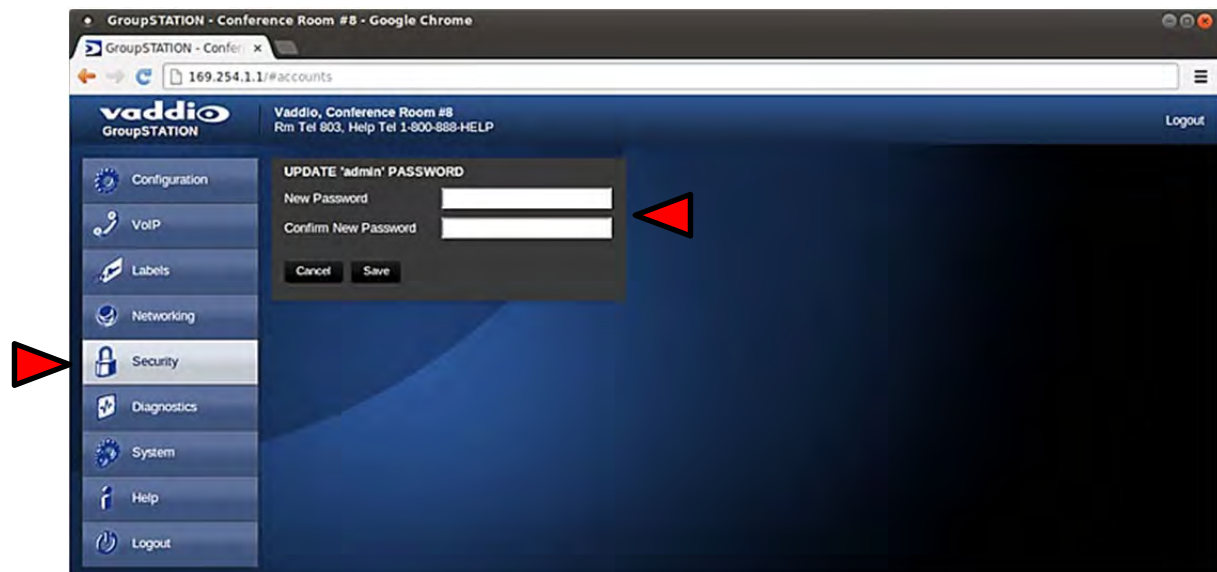 GroupSTATION - Conference Room #8 - Google Chrome
GroupSTATION - Confer
169.254.1.1/#accounts
vaddio
GroupSTATION
Vaddio, Conference Room #8
Rm Tel 803, Help Tel 1-800-888-HELP
Logout
Configuration
VoIP
Labels
Networking
Security
Diagnostics
System
Help
Logout
UPDATE 'admin' PASSWORD
New Password
Confirm New Password
Cancel Save